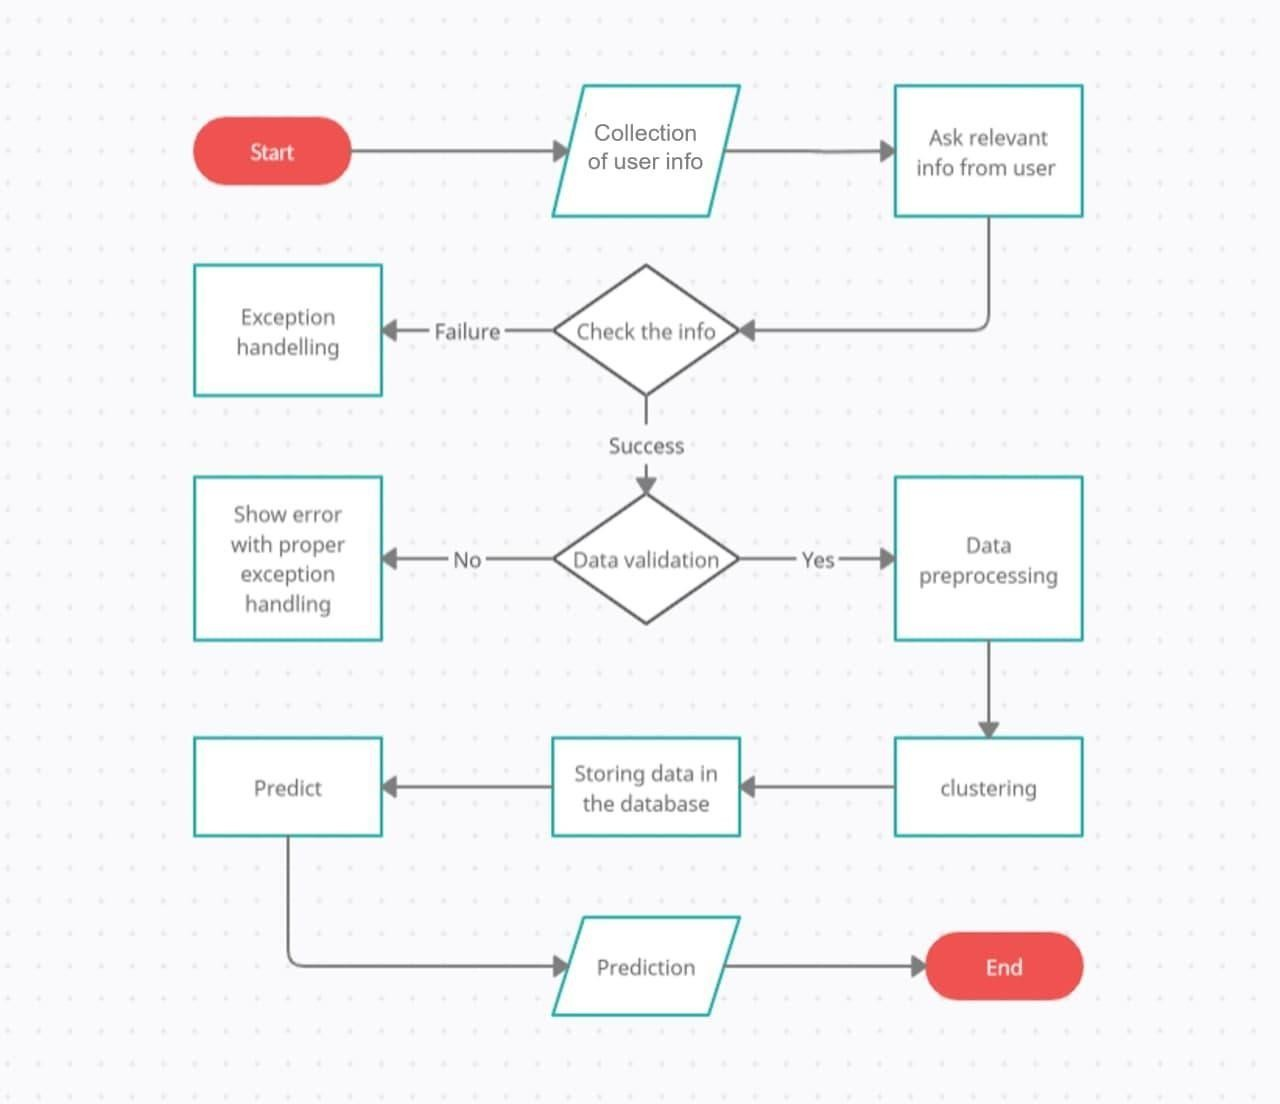 Start
Collection
of user info
Ask relevant
info from user
Exception
handelling
Failure
Check the info
Success
Show error
with proper
exception
handling
No
Data validation
Yes
Data
preprocessing
Predict
Storing data in
the database
clustering
Prediction
End